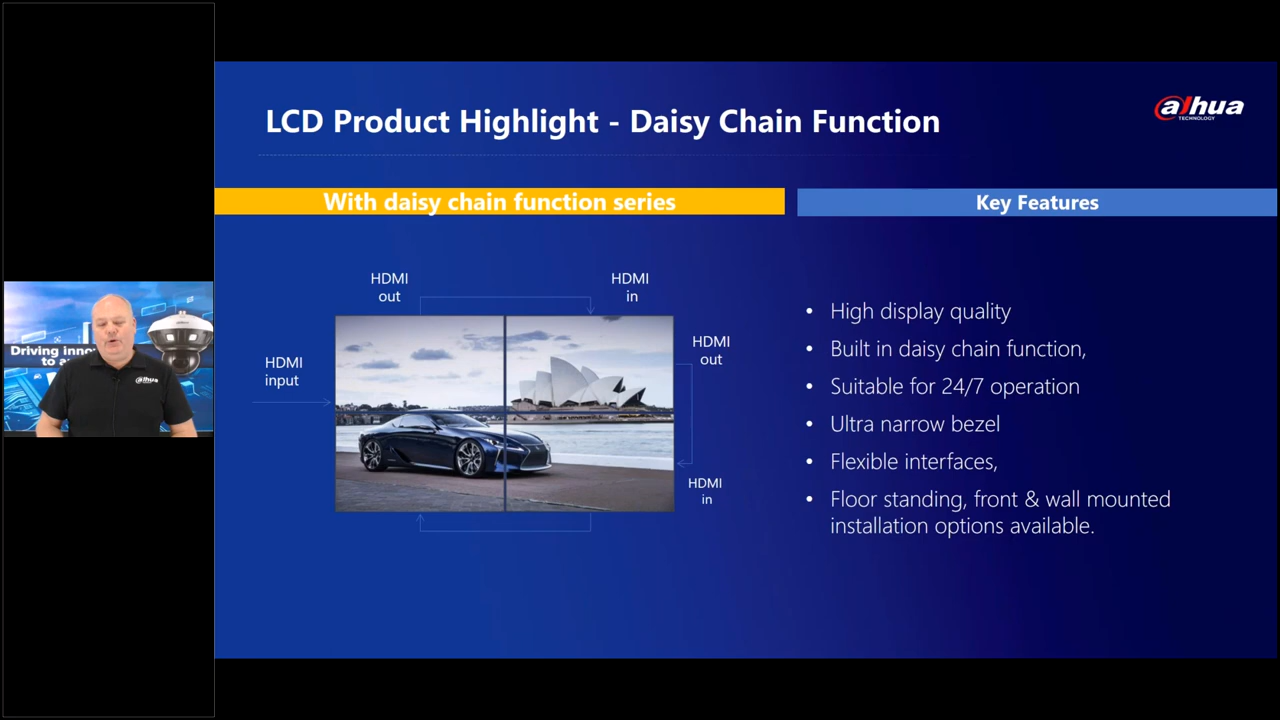 LCD Product Highlight - Daisy Chain Function
alhua
TECHNOLOGY
With daisy chain function series
Key Features
HDMI
out
HDMI
in
HDMI
out
HDMI
input
HDMI
in
• High display quality
• Built in daisy chain function,
• Suitable for 24/7 operation
• Ultra narrow bezel
• Flexible interfaces,
• Floor standing, front & wall mounted
installation options available.
Driving inno
to a
alhua